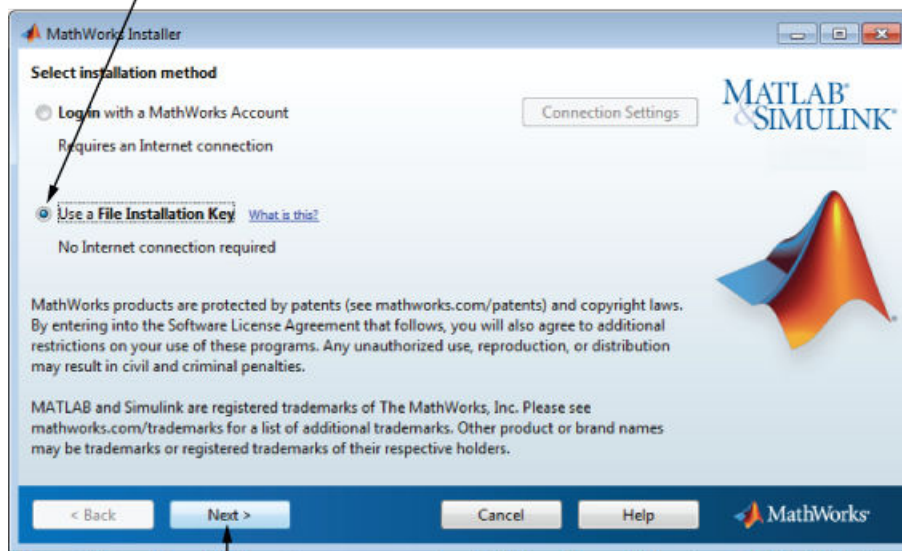 MathWorks Installer
Select installation method
Log in with a MathWorks Account
Connection Settings
Requires an Internet connection
MATLAB®
&SIMULINK®
Use a File Installation Key What is this?
No Internet connection required
MathWorks products are protected by patents (see mathworks.com/patents) and copyright laws.
By entering into the Software License Agreement that follows, you will also agree to additional
restrictions on your use of these programs. Any unauthorized use, reproduction, or distribution
may result in civil and criminal penalties.
MATLAB and Simulink are registered trademarks of The MathWorks, Inc. Please see
mathworks.com/trademarks for a list of additional trademarks. Other product or brand names
may be trademarks or registered trademarks of their respective holders.
< Back Next > Cancel Help MathWorks®